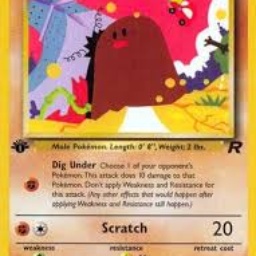 1
Mole Pokémon. Length: 0' 8", Weight: 2 lbs.
R
Dig Under Choose 1 of your opponent's
Pokémon. This attack does 10 damage to that
Pokémon. Don't apply Weakness and Resistance for
this attack. (Any other effects that would happen after
applying Weakness and Resistance still happen.)
Scratch 20
weakness resistance retreat cost